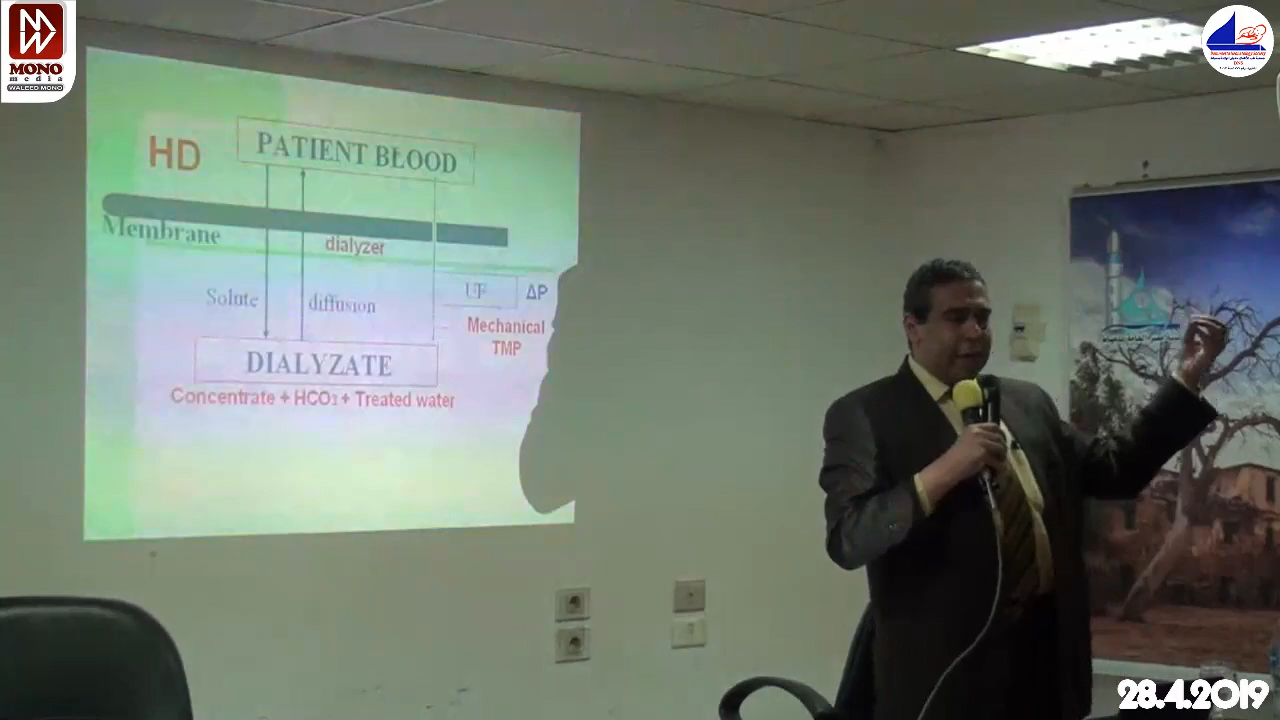 MONO
media
WALEED MONO
HD
PATIENT BLOOD
Membrane
dialyzer
Solute
diffusion
UF
ΔP
Mechanical
TMP
DIALYZATE
Concentrate + HCO3 + Treated water
DNS
28.4.2019